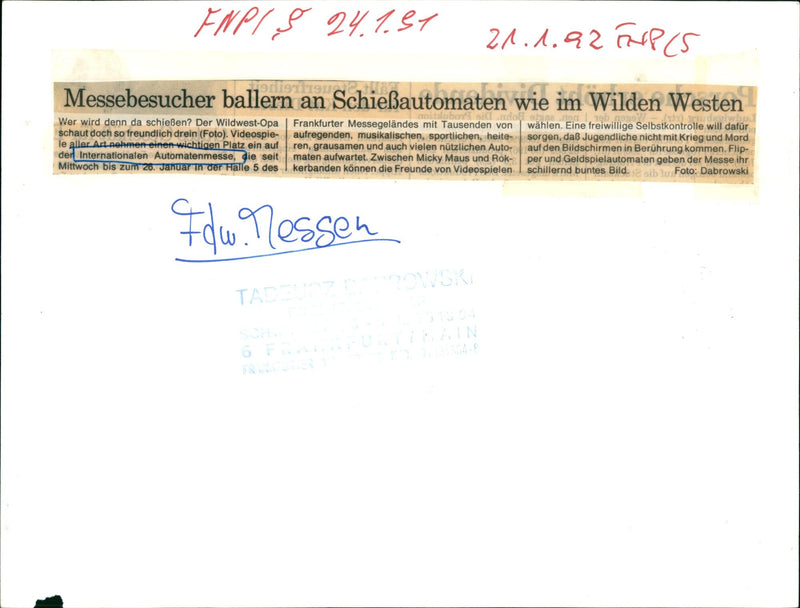 FNP/S 24.1.91
21.1.92 FNP/5
Messebesucher ballern an Schießautomaten wie im Wilden Westen
Wer wird denn da schießen? Der Wildwest-Opa
schaut doch so freundlich drein (Foto). Videospie-
le aller Art nehmen einen wichtigen Platz ein auf
der Internationalen Automatenmesse, die seit
Mittwoch bis zum 26. Januar in der Halle 5 des
Frankfurter Messegeländes mit Tausenden von
aufregenden, musikalischen, sportlichen, heite-
ren, grausamen und auch vielen nützlichen Auto-
maten aufwartet. Zwischen Micky Maus und Rok-
kerbanden können die Freunde von Videospielen
wählen. Eine freiwillige Selbstkontrolle will dafür
sorgen, daß Jugendliche nicht mit Krieg und Mord
auf den Bildschirmen in Berührung kommen. Flip-
per und Geldspielautomaten geben der Messe ihr
schillernd buntes Bild. Foto: Dabrowski
Fdw. Messen
TADEUSZ DABROWSKI
6 FRANKFURT/MAIN